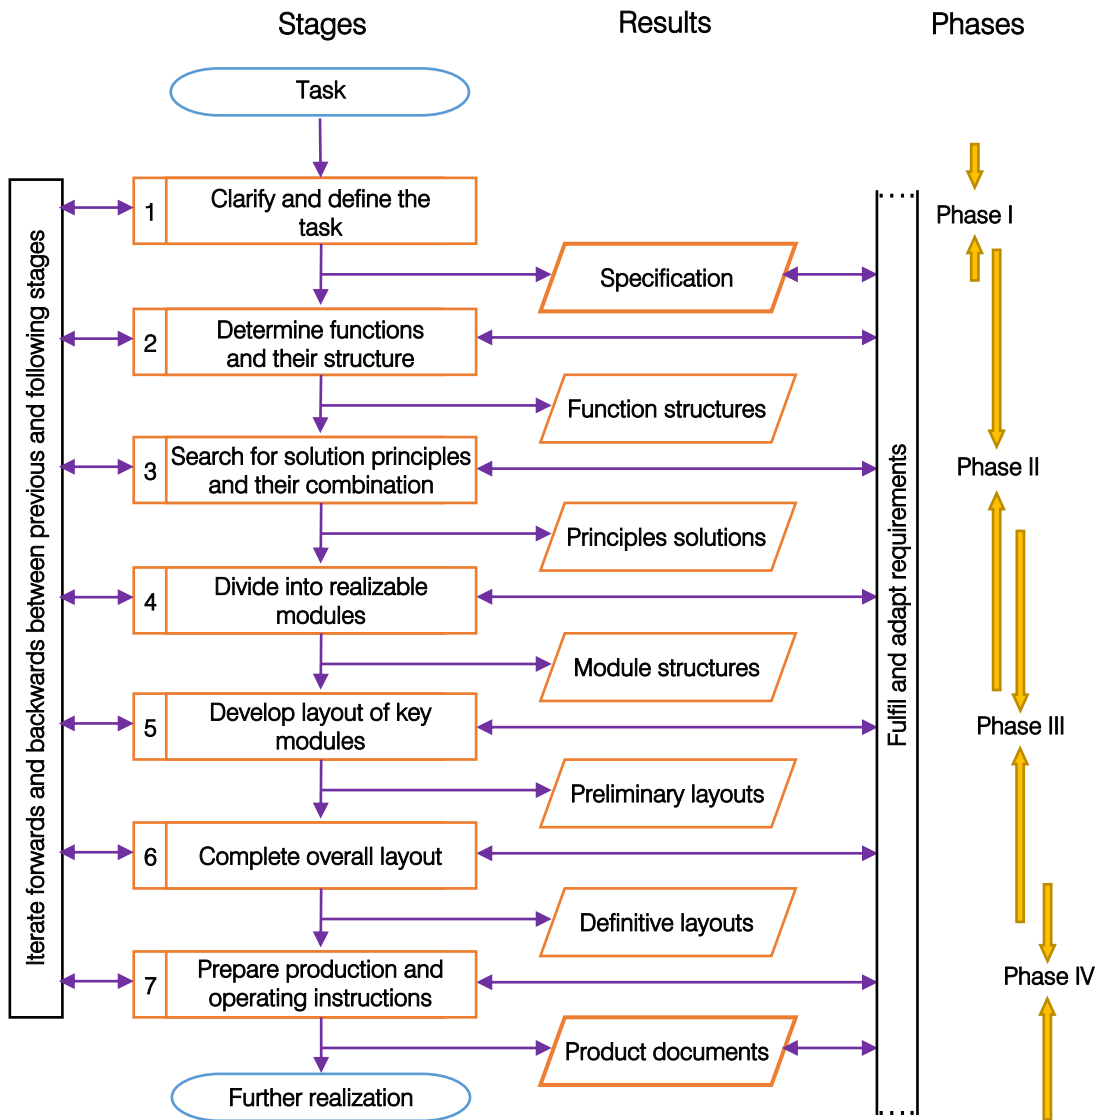 Stages
Results
Phases
Task
1
Clarify and define the
task
Phase I
Specification
2
Determine functions
and their structure
Function structures
3
Search for solution principles
and their combination
Phase II
Principles solutions
4
Divide into realizable
modules
Module structures
5
Develop layout of key
modules
Phase III
Preliminary layouts
6
Complete overall layout
Definitive layouts
7
Prepare production and
operating instructions
Phase IV
Product documents
Further realization
Iterate forwards and backwards between previous and following stages
Fulfil and adapt requirements